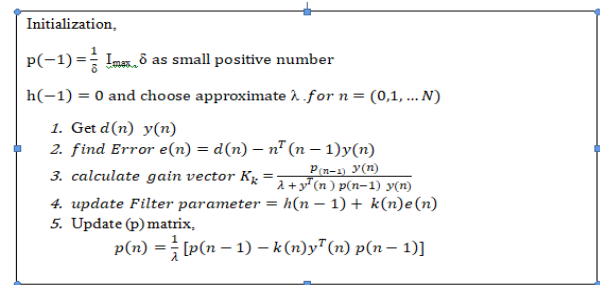 Initialization,
p(−1) = 1/δ I_max, δ as small positive number
h(−1) = 0 and choose approximate λ .for n = (0,1, … N)
1. Get d(n) y(n)
2. find Error e(n) = d(n) − n^T (n − 1)y(n)
3. calculate gain vector K_k = P(n−1) y(n) / λ + y^T(n) p(n−1) y(n)
4. update Filter parameter = h(n − 1) + k(n)e(n)
5. Update (p) matrix,
p(n) = 1/λ [p(n − 1) − k(n)y^T(n) p(n − 1)]